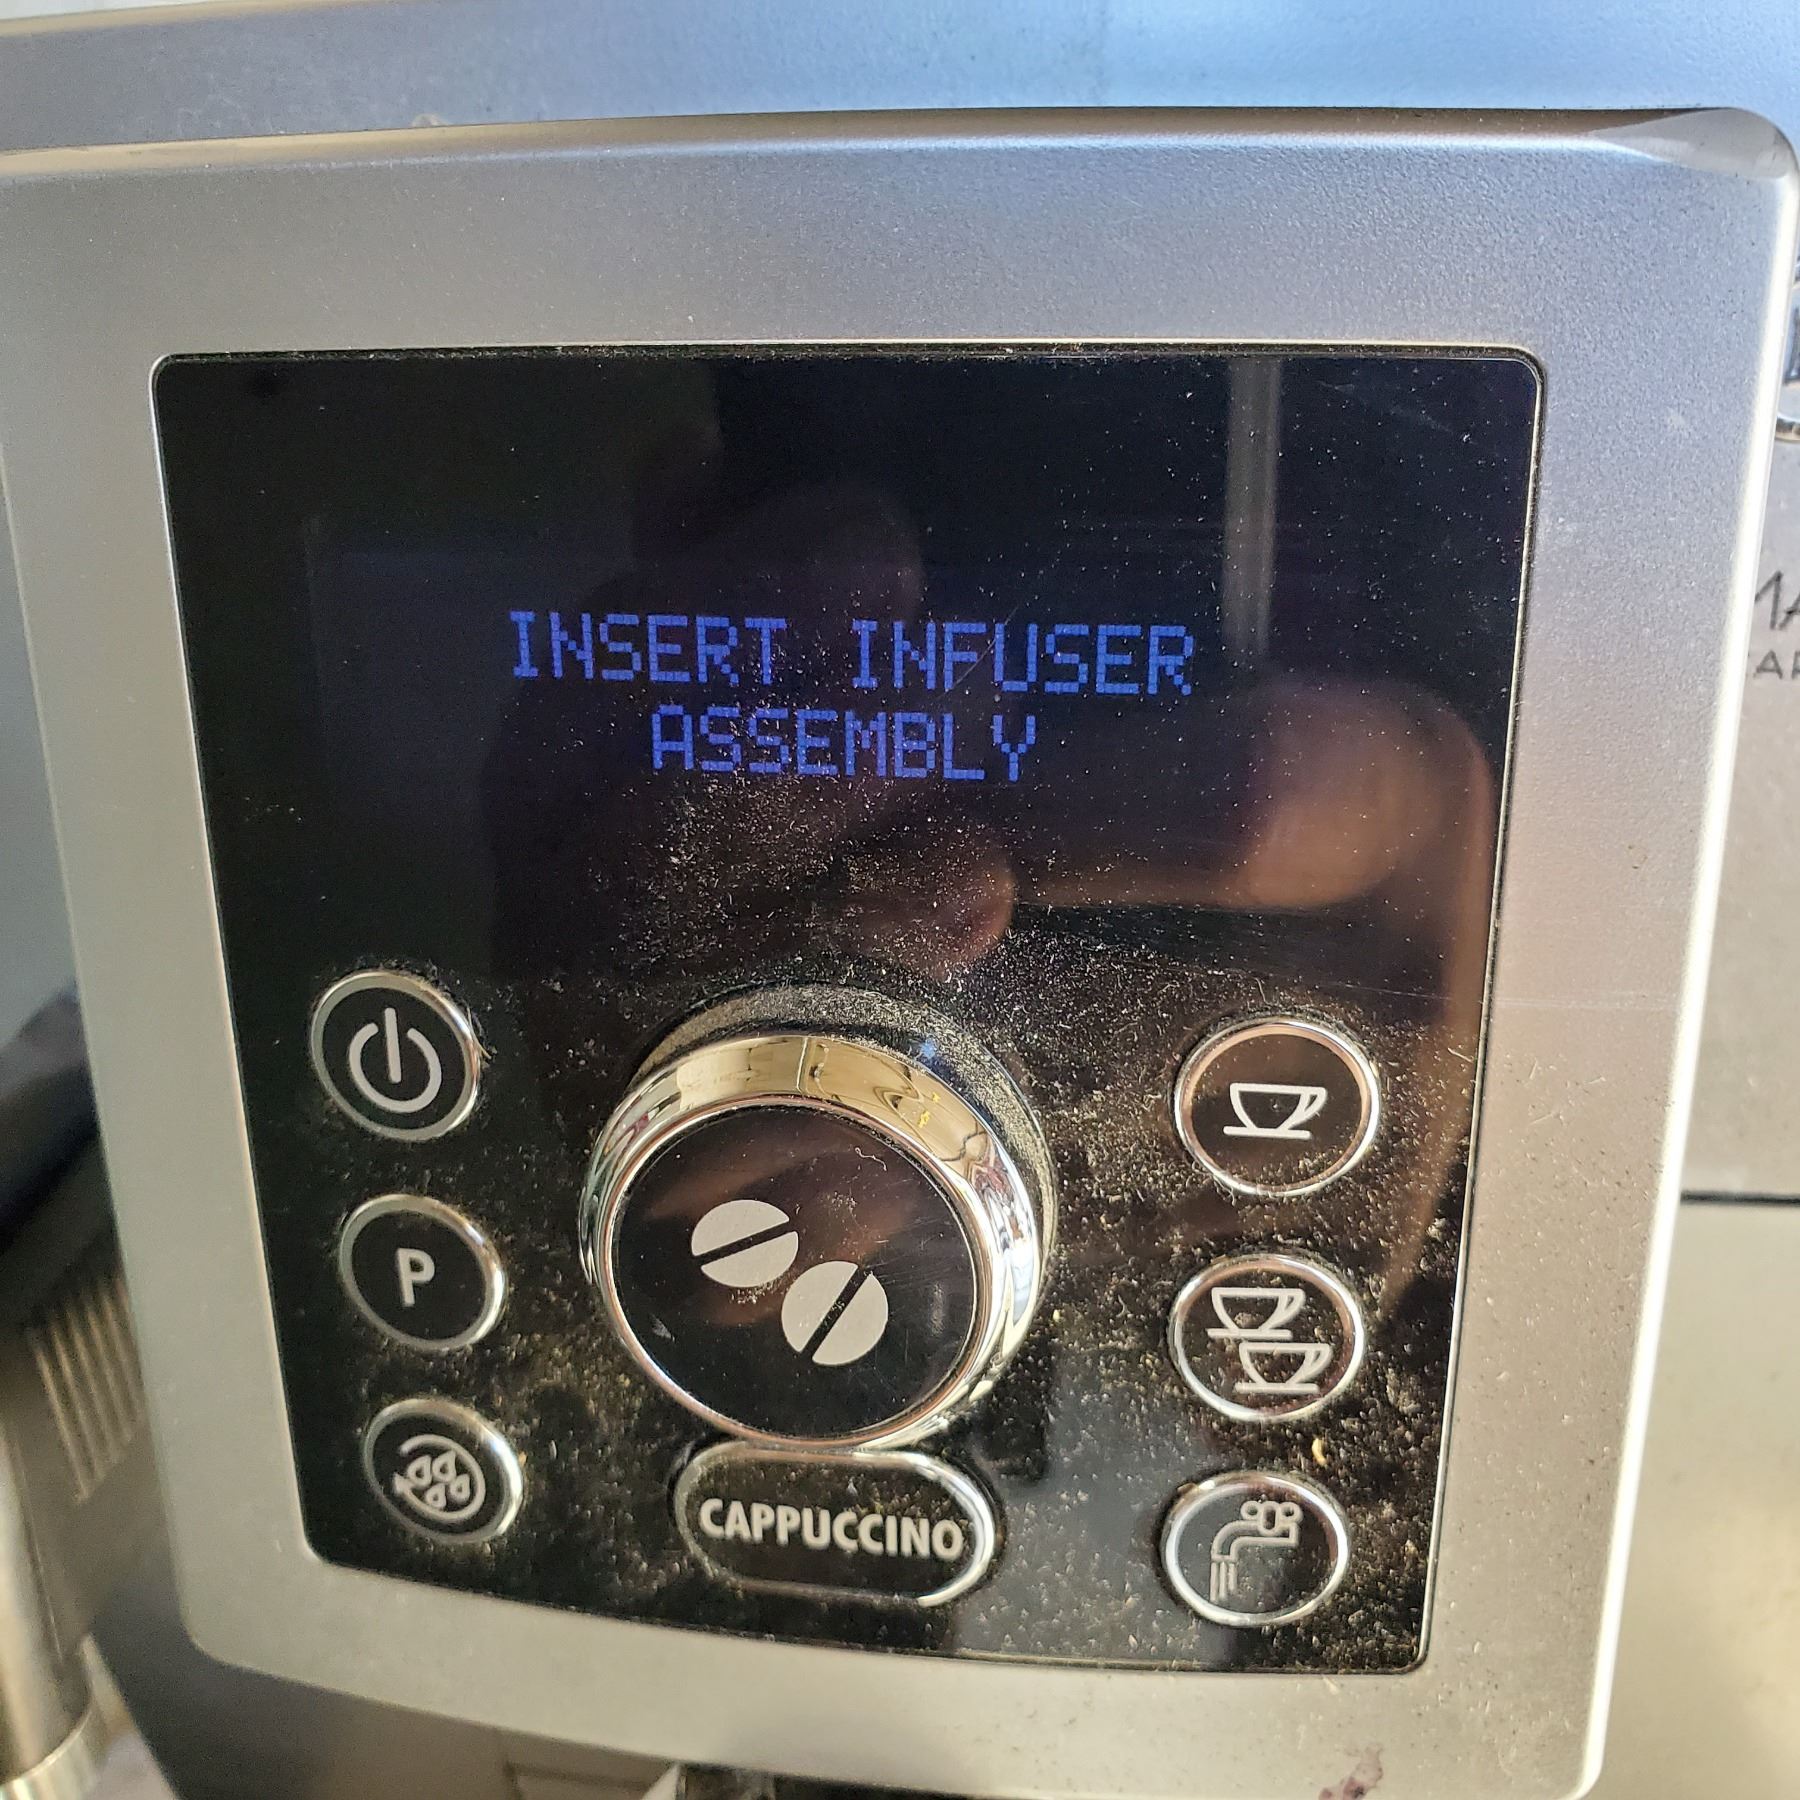 INSERT INFUSER
ASSEMBLY
P
CAPPUCCINO